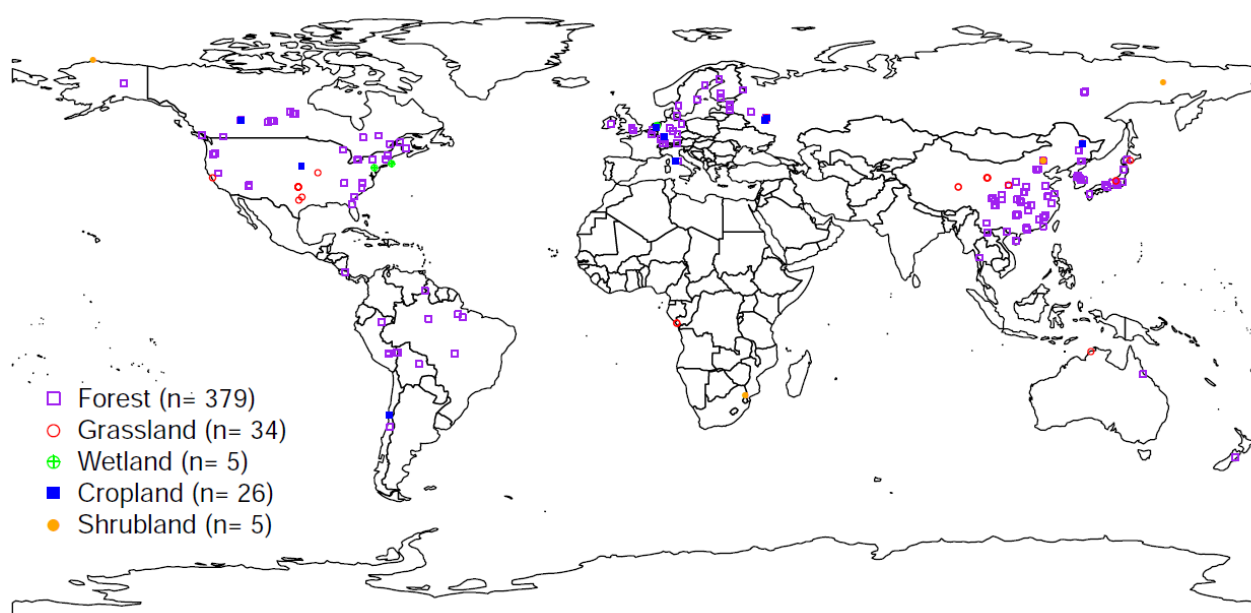 Forest (n= 379)
Grassland (n= 34)
Wetland (n= 5)
Cropland (n= 26)
Shrubland (n= 5)